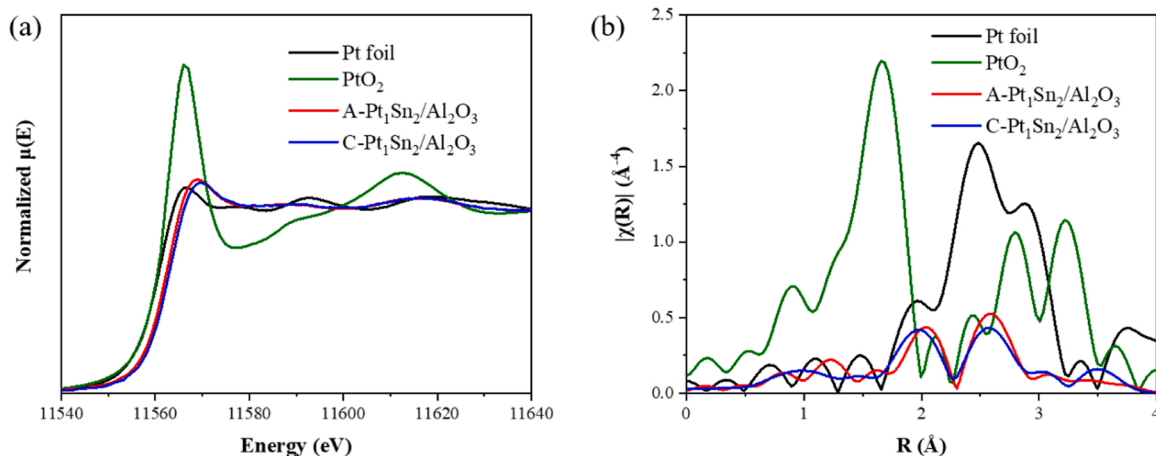 (a)
Pt foil
PtO₂
A-Pt₁Sn₂/Al₂O₃
C-Pt₁Sn₂/Al₂O₃
Normalized μ(E)
11540 11560 11580 11600 11620 11640
Energy (eV)
(b)
2.5
2.0
1.5
1.0
0.5
0.0
Pt foil
PtO₂
A-Pt₁Sn₂/Al₂O₃
C-Pt₁Sn₂/Al₂O₃
|χ(R)| (Å⁻⁴)
0 1 2 3 4
R (Å)